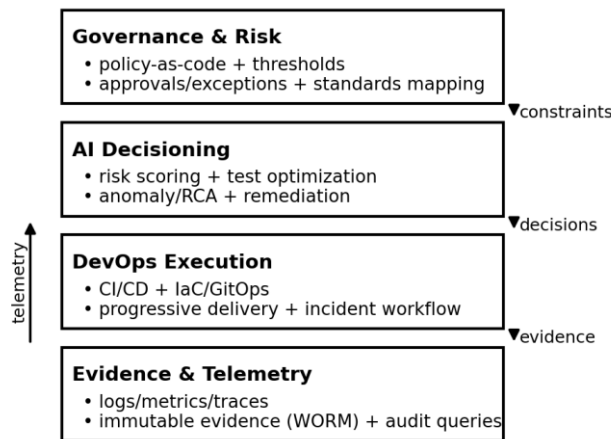 Governance & Risk
• policy-as-code + thresholds
• approvals/exceptions + standards mapping
constraints
AI Decisioning
• risk scoring + test optimization
• anomaly/RCA + remediation
decisions
telemetry
DevOps Execution
• CI/CD + IaC/GitOps
• progressive delivery + incident workflow
evidence
Evidence & Telemetry
• logs/metrics/traces
• immutable evidence (WORM) + audit queries